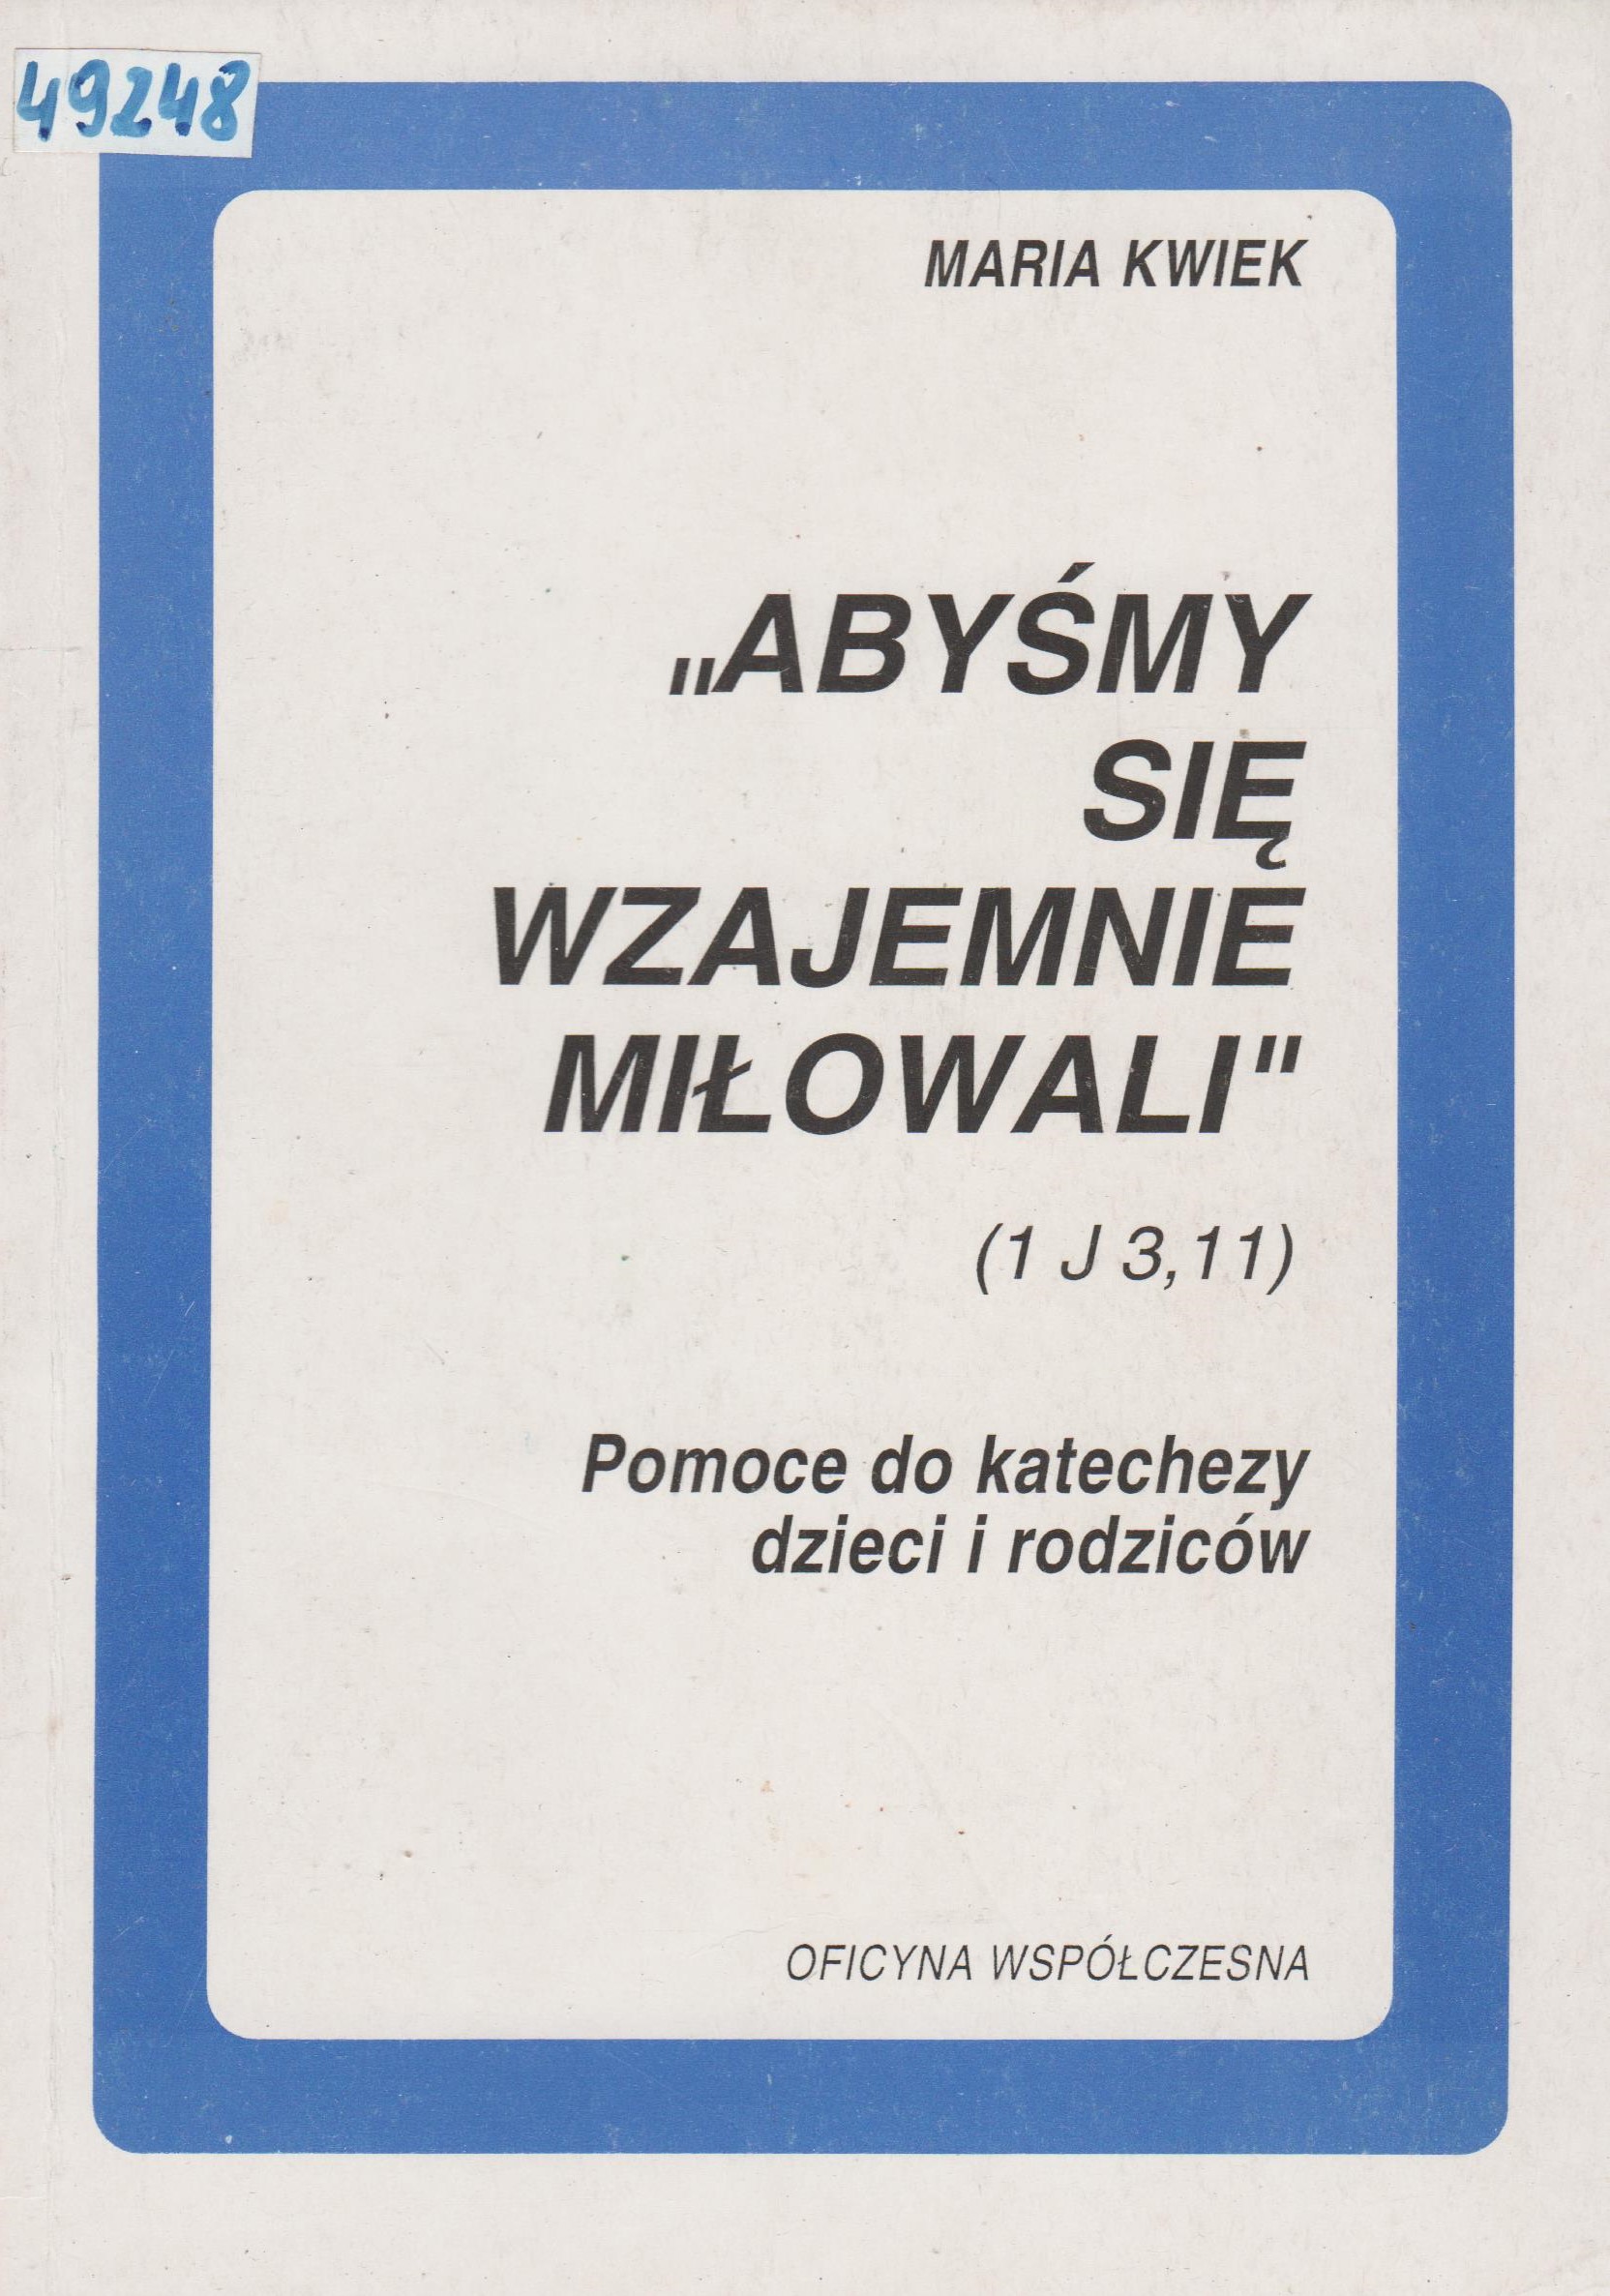 49248
MARIA KWIEK
„ABYŚMY
SIĘ
WZAJEMNIE
MIŁOWALI"
(1 J 3,11)
Pomoce do katechezy
dzieci i rodziców
OFICYNA WSPÓŁCZESNA